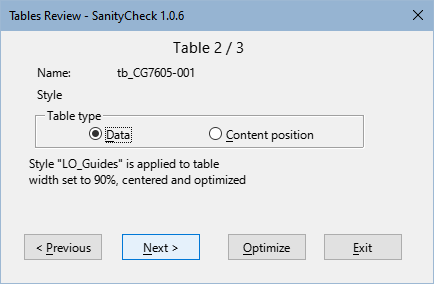 Tables Review - SanityCheck 1.0.6
Table 2 / 3
Name: tb_CG7605-001
Style
Table type
Data Content position
Style "LO_Guides" is applied to table
width set to 90%, centered and optimized
< Previous Next > Optimize Exit